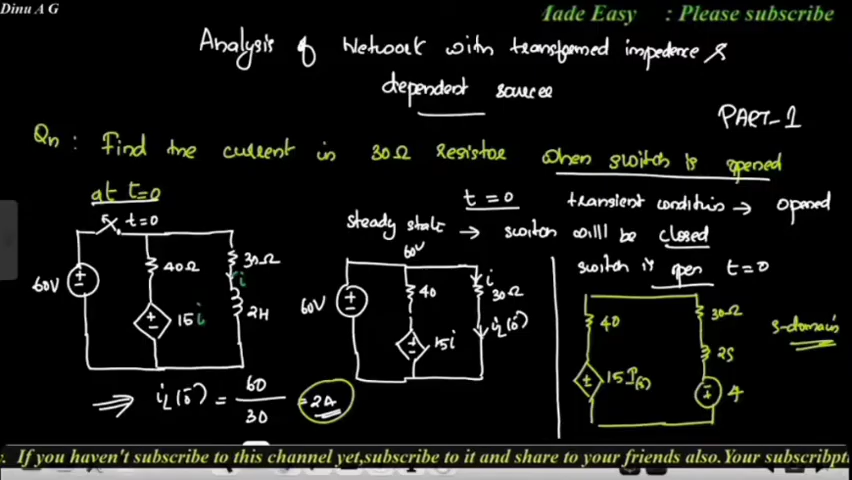 Dinu A G
Made Easy : Please subscribe
Analysis of Network with transformed impedence &
dependent source
PART-1
Qn : Find the current in 30Ω resistor when switch is opened
at t=0
t = 0
transient condition → opened
steady state → switch will be closed
switch is open t=0
t=0
60V
40Ω
30Ω
i
15i
2H
60V
60V
40
i
30Ω
15i
iL(0⁻)
40
30Ω
2S
15I(s)
4
s-domain
⇒ iL(0⁻) = 60/30 = 2A
. If you haven't subscribe to this channel yet,subscribe to it and share to your friends also.Your subscribpt